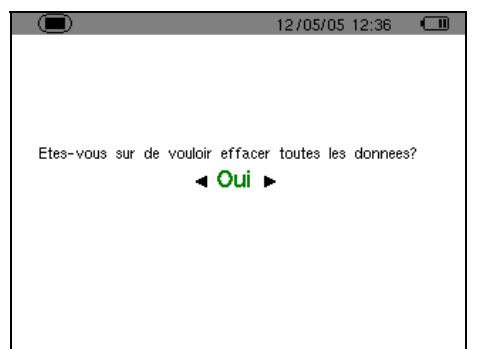 12/05/05 12:36
Etes-vous sur de vouloir effacer toutes les donnees?
◄ Oui ►